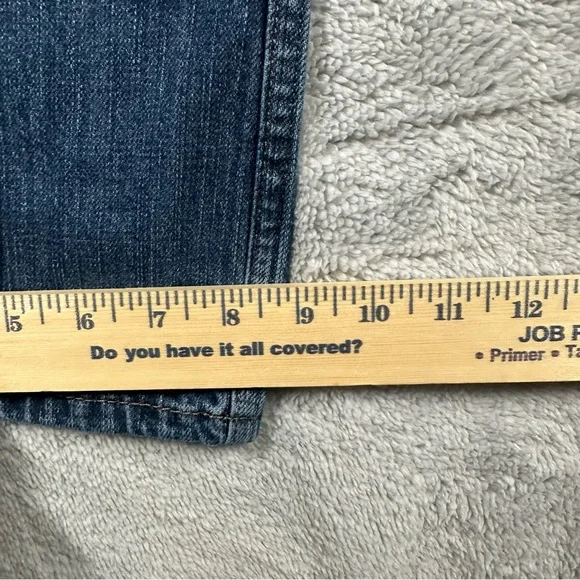 5 6 7 8 9 10 11 12
Do you have it all covered?
JOB
• Primer •